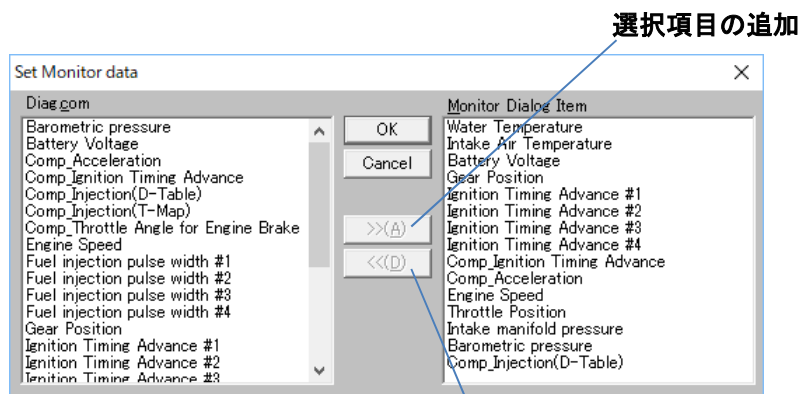 選択項目の追加
Set Monitor data
Diag.com
Barometric pressure
Battery Voltage
Comp_Acceleration
Comp_Ignition Timing Advance
Comp_Injection(D-Table)
Comp_Injection(T-Map)
Comp_Throttle Angle for Engine Brake
Engine Speed
Fuel injection pulse width #1
Fuel injection pulse width #2
Fuel injection pulse width #3
Fuel injection pulse width #4
Gear Position
Ignition Timing Advance #1
Ignition Timing Advance #2
Ignition Timing Advance #3
OK
Cancel
>>(A)
<<(D)
Monitor Dialog Item
Water Temperature
Intake Air Temperature
Battery Voltage
Gear Position
Ignition Timing Advance #1
Ignition Timing Advance #2
Ignition Timing Advance #3
Ignition Timing Advance #4
Comp_Ignition Timing Advance
Comp_Acceleration
Engine Speed
Throttle Position
Intake manifold pressure
Barometric pressure
Comp_Injection(D-Table)